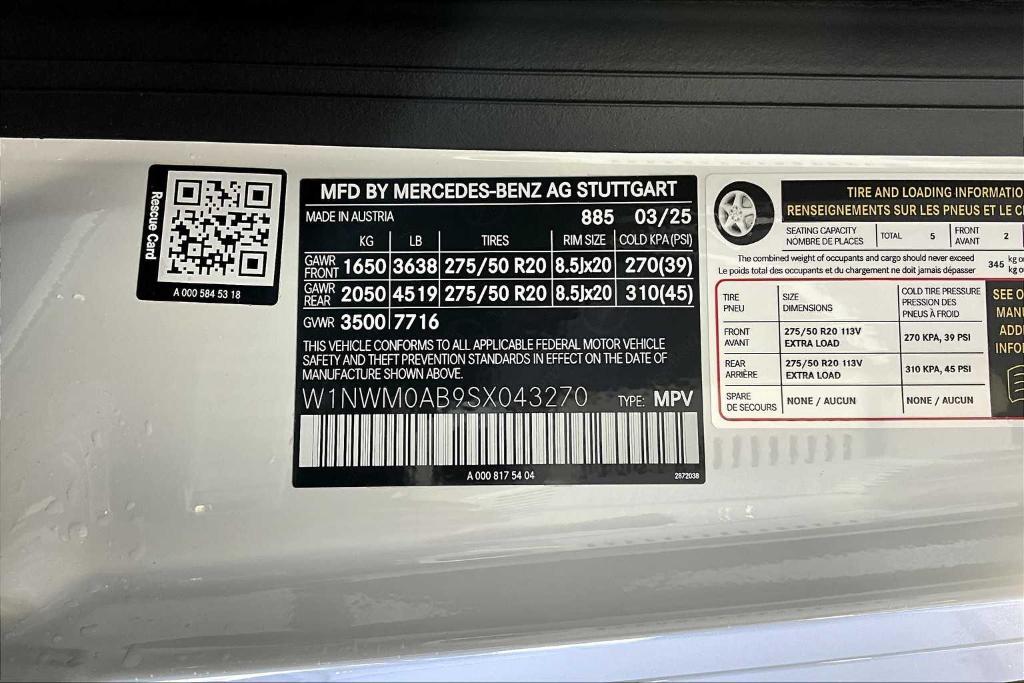 Rescue Card
A 000 584 53 18
MFD BY MERCEDES-BENZ AG STUTTGART
MADE IN AUSTRIA 885 03/25
KG LB TIRES RIM SIZE COLD KPA(PSI)
GAWR FRONT 1650 3638 275/50 R20 8.5Jx20 270(39)
GAWR REAR 2050 4519 275/50 R20 8.5Jx20 310(45)
GVWR 3500 7716
THIS VEHICLE CONFORMS TO ALL APPLICABLE FEDERAL MOTOR VEHICLE
SAFETY AND THEFT PREVENTION STANDARDS IN EFFECT ON THE DATE OF
MANUFACTURE SHOWN ABOVE.
W1NWM0AB9SX043270 TYPE: MPV
A 000 817 54 04
2872038
TIRE AND LOADING INFORMATIO
RENSEIGNEMENTS SUR LES PNEUS ET LE C
SEATING CAPACITY TOTAL 5 FRONT 2
NOMBRE DE PLACES AVANT
The combined weight of occupants and cargo should never exceed 345 kg o
Le poids total des occupants et du chargement ne doit jamais dépasser kg o
TIRE SIZE COLD TIRE PRESSURE
PNEU DIMENSIONS PRESSION DES
PNEUS À FROID
FRONT 275/50 R20 113V 270 KPA, 39 PSI
AVANT EXTRA LOAD
REAR 275/50 R20 113V 310 KPA, 45 PSI
ARRIÈRE EXTRA LOAD
SPARE NONE / AUCUN NONE / AUCUN
DE SECOURS
SEE O
MANU
ADD
INFO